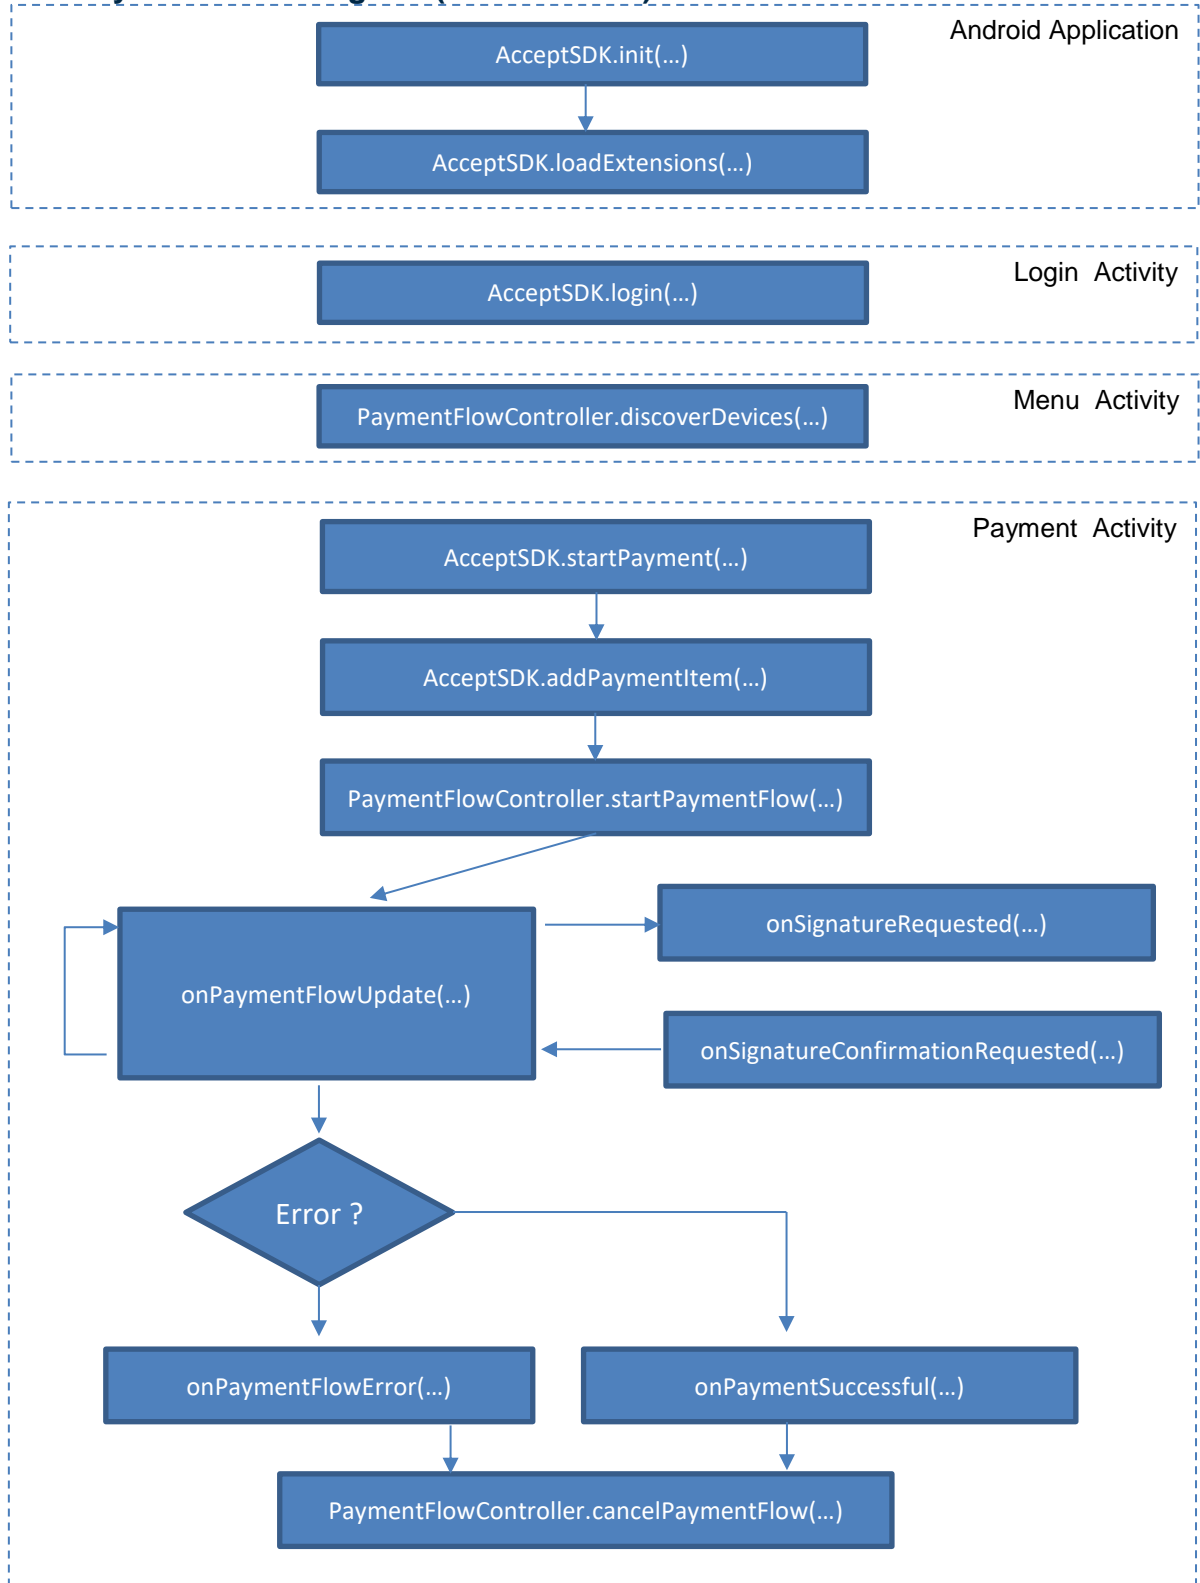 Android Application
AcceptSDK.init(...)
AcceptSDK.loadExtensions(...)
Login Activity
AcceptSDK.login(...)
Menu Activity
PaymentFlowController.discoverDevices(...)
Payment Activity
AcceptSDK.startPayment(...)
AcceptSDK.addPaymentItem(...)
PaymentFlowController.startPaymentFlow(...)
onSignatureRequested(...)
onPaymentFlowUpdate(...)
onSignatureConfirmationRequested(...)
Error ?
onPaymentFlowError(...)
onPaymentSuccessful(...)
PaymentFlowController.cancelPaymentFlow(...)